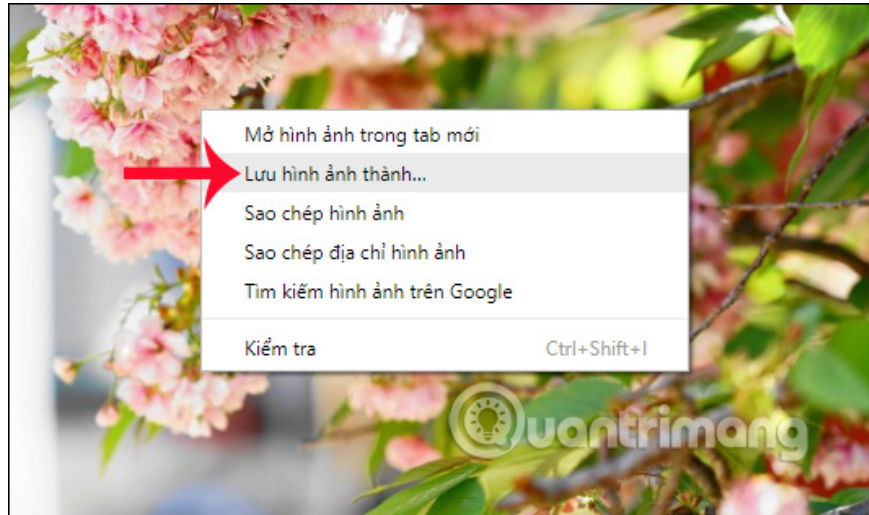 Mở hình ảnh trong tab mới
Lưu hình ảnh thành...
Sao chép hình ảnh
Sao chép địa chỉ hình ảnh
Tìm kiếm hình ảnh trên Google
Kiểm tra Ctrl+Shift+I
Quantrimang